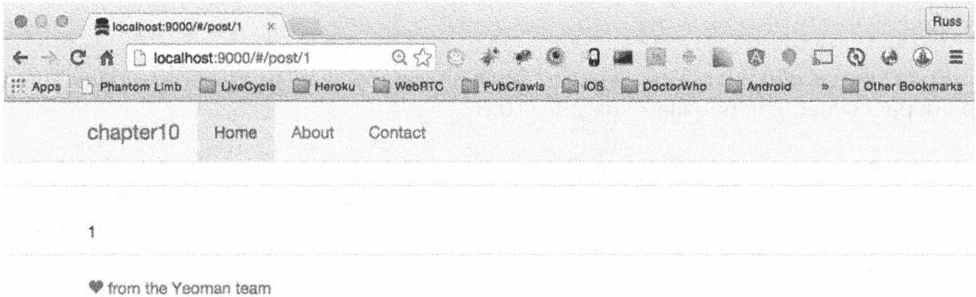 localhost:9000/#/post/1 ×
Russ
localhost:9000/#/post/1
Apps Phantom Limb LiveCycle Heroku WebRTC PubCrawls iOS DoctorWho Android » Other Bookmarks
chapter10 Home About Contact
1
♥ from the Yeoman team